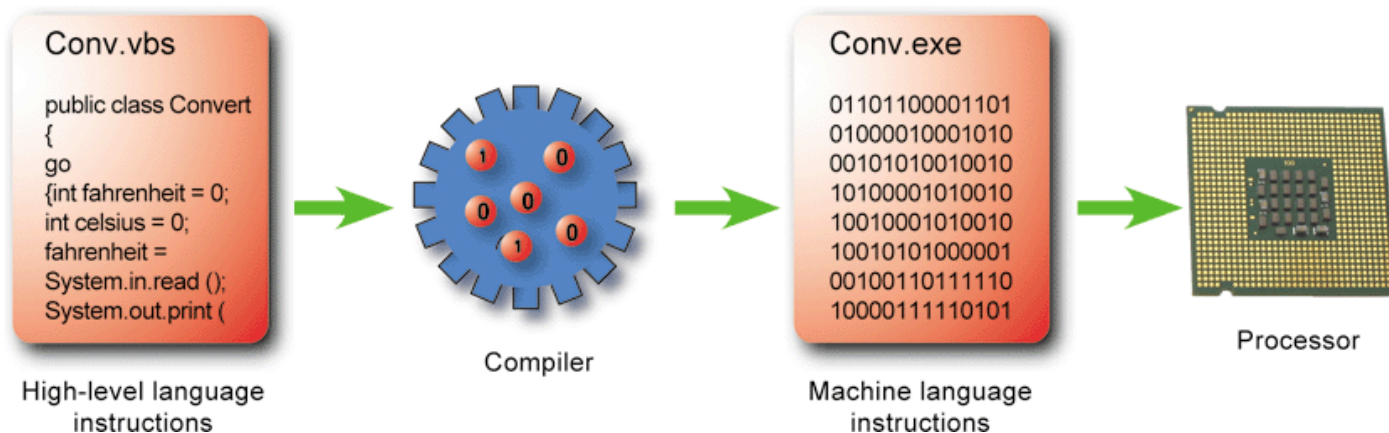 Conv.vbs
public class Convert
{
go
{int fahrenheit = 0;
int celsius = 0;
fahrenheit =
System.in.read ();
System.out.print (
High-level language
instructions
1
0
0
0
1
0
Compiler
Conv.exe
01101100001101
01000010001010
00101010010010
10100001010010
10010001010010
10010101000001
00100110111110
10000111110101
Machine language
instructions
100
Processor